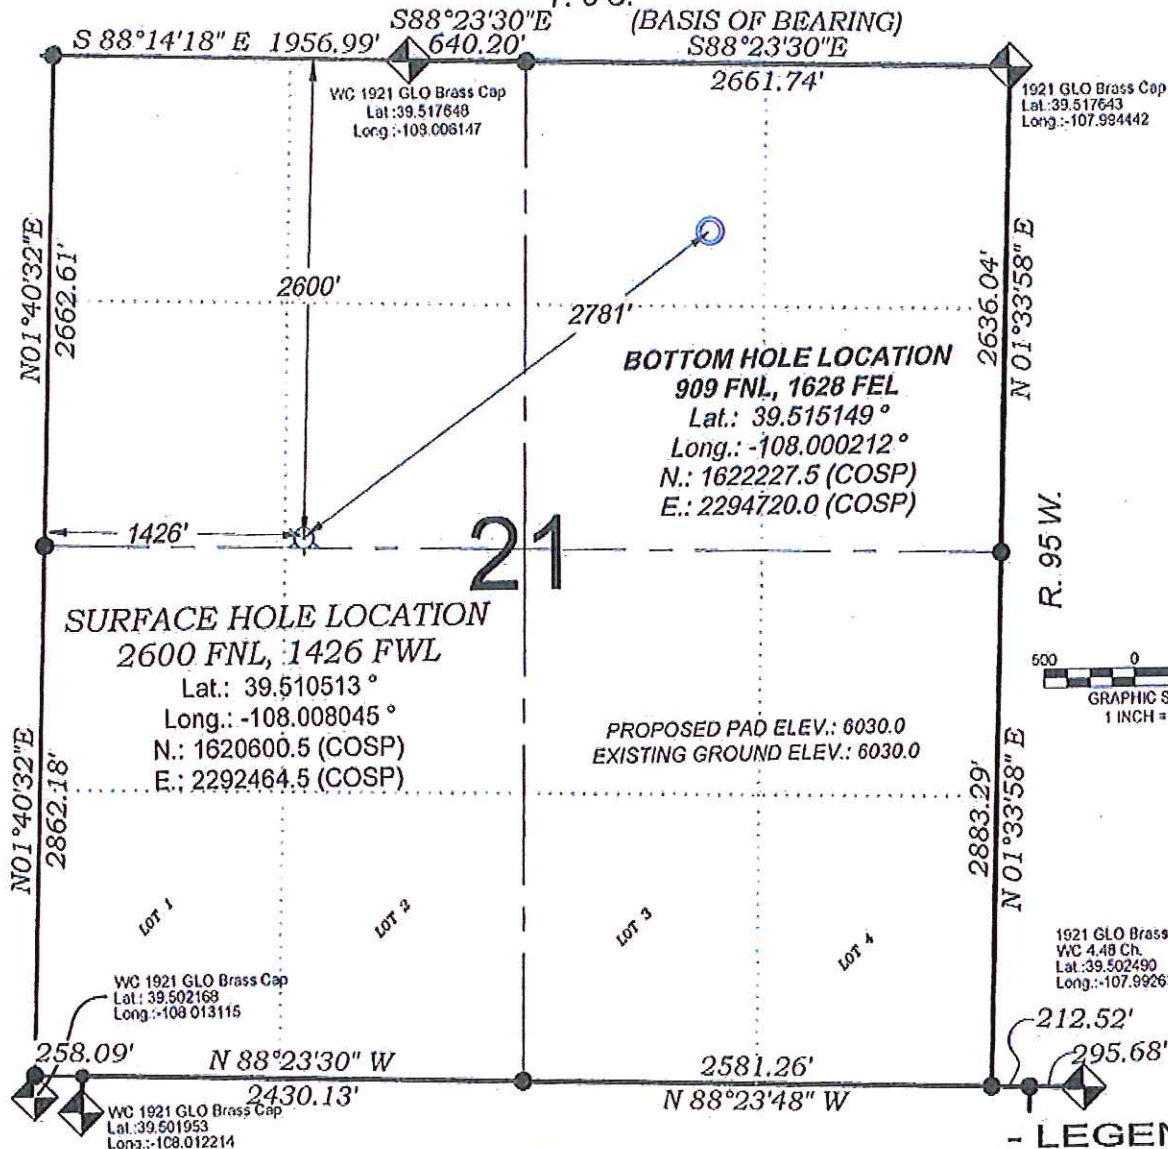 S88°23'30"E
(BASIS OF BEARING)
S 88°14'18" E 1956.99'
640.20'
S88°23'30"E
2661.74'
WC 1921 GLO Brass Cap
Lat.:39.517648
Long.:-108.006147
1921 GLO Brass Cap
Lat.:39.517643
Long.:-107.994442
N01°40'32"E
2662.61'
2600'
2781'
2636.04'
N 01°33'58" E
BOTTOM HOLE LOCATION
909 FNL, 1628 FEL
Lat.: 39.515149 °
Long.: -108.000212 °
N.: 1622227.5 (COSP)
E.: 2294720.0 (COSP)
1426'
21
R. 95 W.
SURFACE HOLE LOCATION
2600 FNL, 1426 FWL
Lat.: 39.510513 °
Long.: -108.008045 °
N.: 1620600.5 (COSP)
E.: 2292464.5 (COSP)
500 0
GRAPHIC S
1 INCH =
PROPOSED PAD ELEV.: 6030.0
EXISTING GROUND ELEV.: 6030.0
N01°40'32"E
2862.18'
2883.29'
N 01°33'58" E
LOT 1
LOT 2
LOT 3
LOT 4
WC 1921 GLO Brass Cap
Lat.: 39.502168
Long.:-108.013115
1921 GLO Brass
WC 4.48 Ch.
Lat.:39.502490
Long.:-107.99263
258.09'
N 88°23'30" W
2430.13'
2581.26'
N 88°23'48" W
212.52'
295.68'
WC 1921 GLO Brass Cap
Lat.:39.501953
Long.:-108.012214
- LEGEN